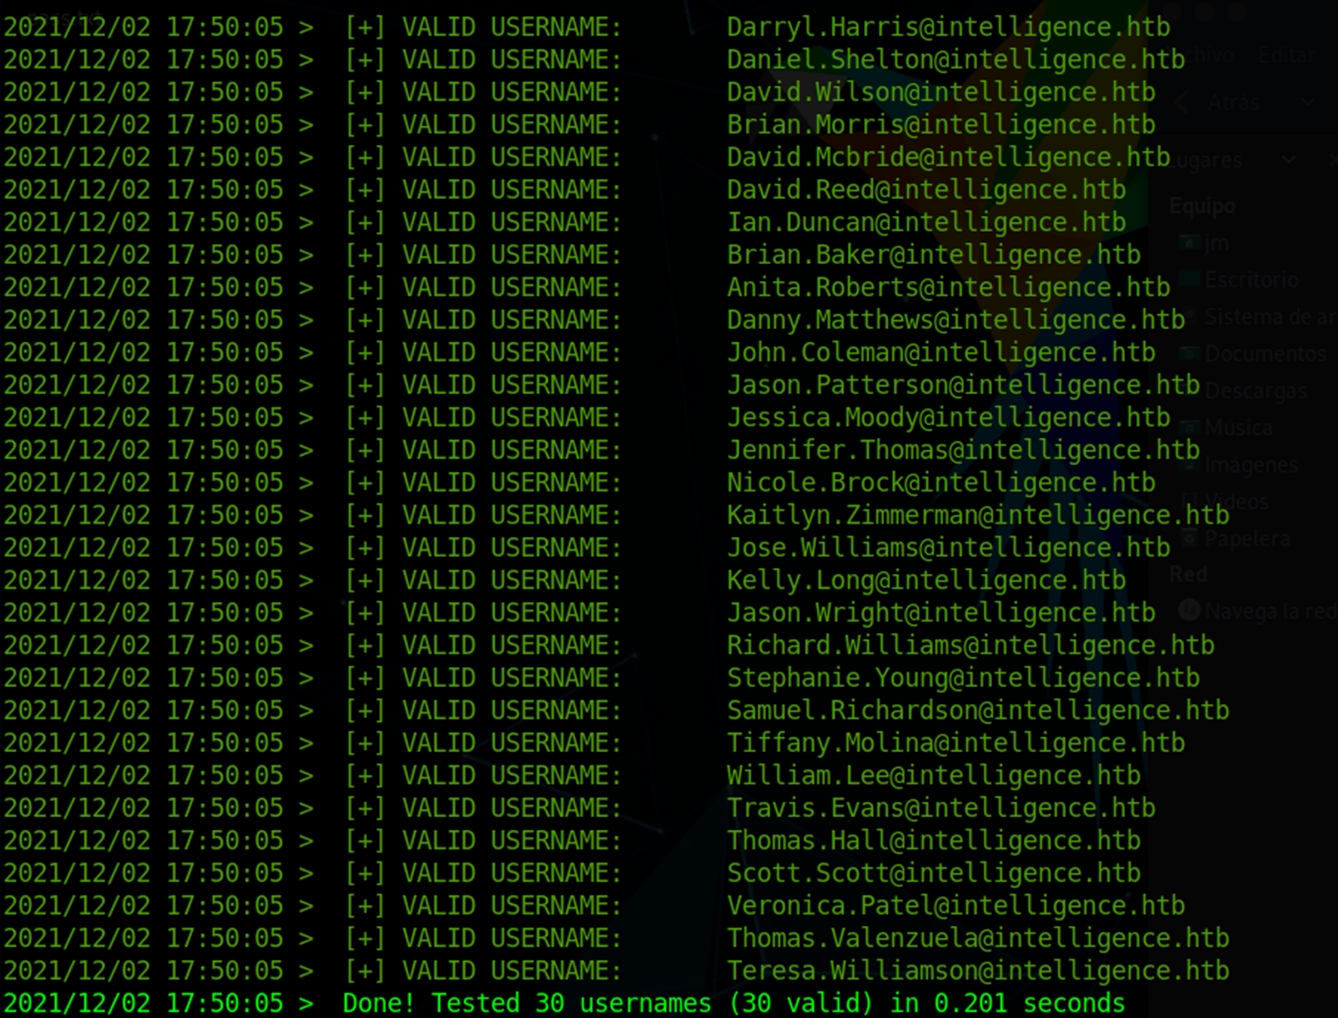 2021/12/02 17:50:05 > [+] VALID USERNAME: Darryl.Harris@intelligence.htb
2021/12/02 17:50:05 > [+] VALID USERNAME: Daniel.Shelton@intelligence.htb
2021/12/02 17:50:05 > [+] VALID USERNAME: David.Wilson@intelligence.htb
2021/12/02 17:50:05 > [+] VALID USERNAME: Brian.Morris@intelligence.htb
2021/12/02 17:50:05 > [+] VALID USERNAME: David.Mcbride@intelligence.htb
2021/12/02 17:50:05 > [+] VALID USERNAME: David.Reed@intelligence.htb
2021/12/02 17:50:05 > [+] VALID USERNAME: Ian.Duncan@intelligence.htb
2021/12/02 17:50:05 > [+] VALID USERNAME: Brian.Baker@intelligence.htb
2021/12/02 17:50:05 > [+] VALID USERNAME: Anita.Roberts@intelligence.htb
2021/12/02 17:50:05 > [+] VALID USERNAME: Danny.Matthews@intelligence.htb
2021/12/02 17:50:05 > [+] VALID USERNAME: John.Coleman@intelligence.htb
2021/12/02 17:50:05 > [+] VALID USERNAME: Jason.Patterson@intelligence.htb
2021/12/02 17:50:05 > [+] VALID USERNAME: Jessica.Moody@intelligence.htb
2021/12/02 17:50:05 > [+] VALID USERNAME: Jennifer.Thomas@intelligence.htb
2021/12/02 17:50:05 > [+] VALID USERNAME: Nicole.Brock@intelligence.htb
2021/12/02 17:50:05 > [+] VALID USERNAME: Kaitlyn.Zimmerman@intelligence.htb
2021/12/02 17:50:05 > [+] VALID USERNAME: Jose.Williams@intelligence.htb
2021/12/02 17:50:05 > [+] VALID USERNAME: Kelly.Long@intelligence.htb
2021/12/02 17:50:05 > [+] VALID USERNAME: Jason.Wright@intelligence.htb
2021/12/02 17:50:05 > [+] VALID USERNAME: Richard.Williams@intelligence.htb
2021/12/02 17:50:05 > [+] VALID USERNAME: Stephanie.Young@intelligence.htb
2021/12/02 17:50:05 > [+] VALID USERNAME: Samuel.Richardson@intelligence.htb
2021/12/02 17:50:05 > [+] VALID USERNAME: Tiffany.Molina@intelligence.htb
2021/12/02 17:50:05 > [+] VALID USERNAME: William.Lee@intelligence.htb
2021/12/02 17:50:05 > [+] VALID USERNAME: Travis.Evans@intelligence.htb
2021/12/02 17:50:05 > [+] VALID USERNAME: Thomas.Hall@intelligence.htb
2021/12/02 17:50:05 > [+] VALID USERNAME: Scott.Scott@intelligence.htb
2021/12/02 17:50:05 > [+] VALID USERNAME: Veronica.Patel@intelligence.htb
2021/12/02 17:50:05 > [+] VALID USERNAME: Thomas.Valenzuela@intelligence.htb
2021/12/02 17:50:05 > [+] VALID USERNAME: Teresa.Williamson@intelligence.htb
2021/12/02 17:50:05 > Done! Tested 30 usernames (30 valid) in 0.201 seconds
Editar
Atrás
Equipo
jm
Escritorio
Sistema de
Documentos
Descargas
Música
Imágenes
Vídeos
Papelera
Red
Navega la red